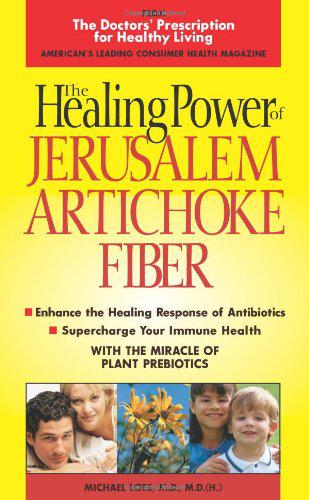 FROM
The Doctors' Prescription
for Healthy Living
AMERICA'S LEADING CONSUMER HEALTH MAGAZINE
The
Healing Power of
JERUSALEM
ARTICHOKE
FIBER
Enhance the Healing Response of Antibiotics
Supercharge Your Immune Health
WITH THE MIRACLE OF
PLANT PREBIOTICS
MICHAEL M.D., M.D.(H.)